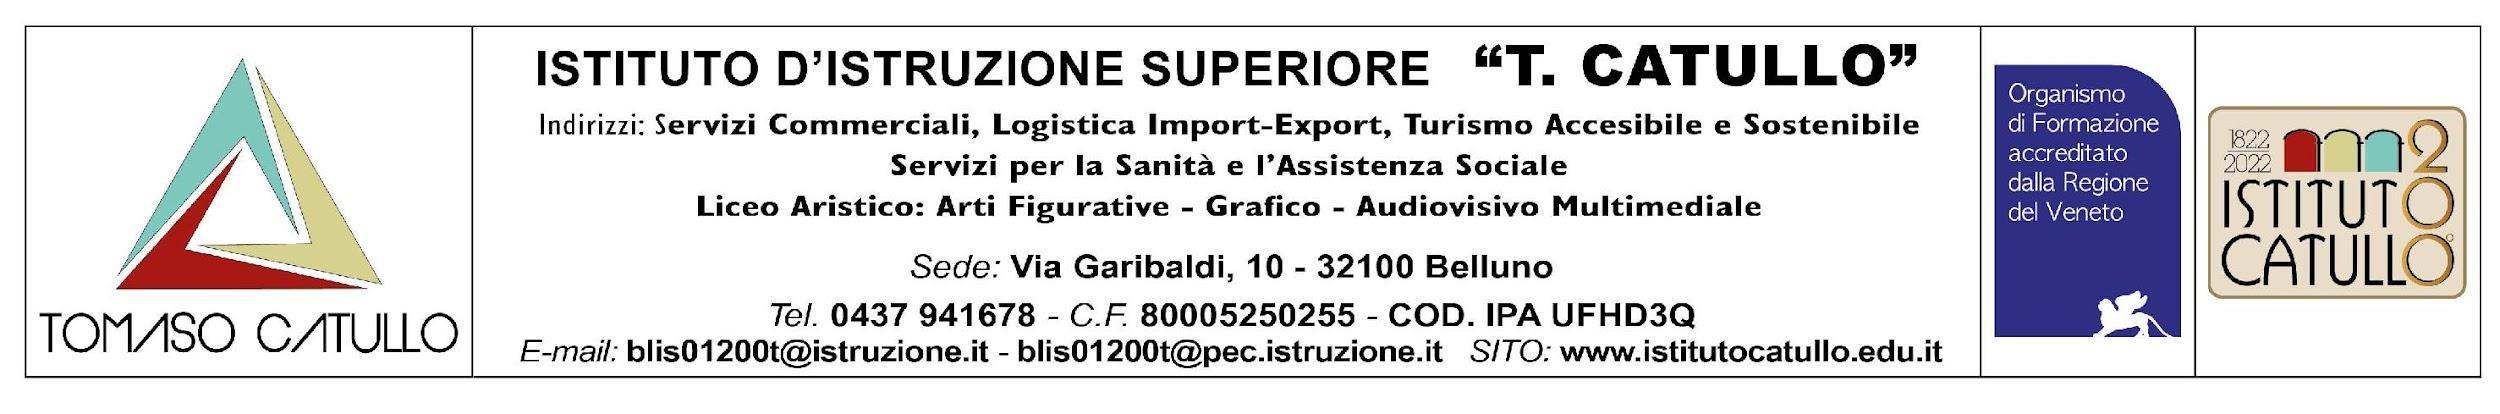 TOMASO CATULLO
ISTITUTO D’ISTRUZIONE SUPERIORE “T. CATULLO”
Indirizzi: Servizi Commerciali, Logistica Import-Export, Turismo Accesibile e Sostenibile
Servizi per la Sanità e l’Assistenza Sociale
Liceo Aristico: Arti Figurative - Grafico - Audiovisivo Multimediale
Sede: Via Garibaldi, 10 - 32100 Belluno
Tel. 0437 941678 - C.F. 80005250255 - COD. IPA UFHD3Q
E-mail: blis01200t@istruzione.it - blis01200t@pec.istruzione.it SITO: www.istitutocatullo.edu.it
Organismo
di Formazione
accreditato
dalla Regione
del Veneto
1822
2022
200°
ISTITUTO
CATULLO